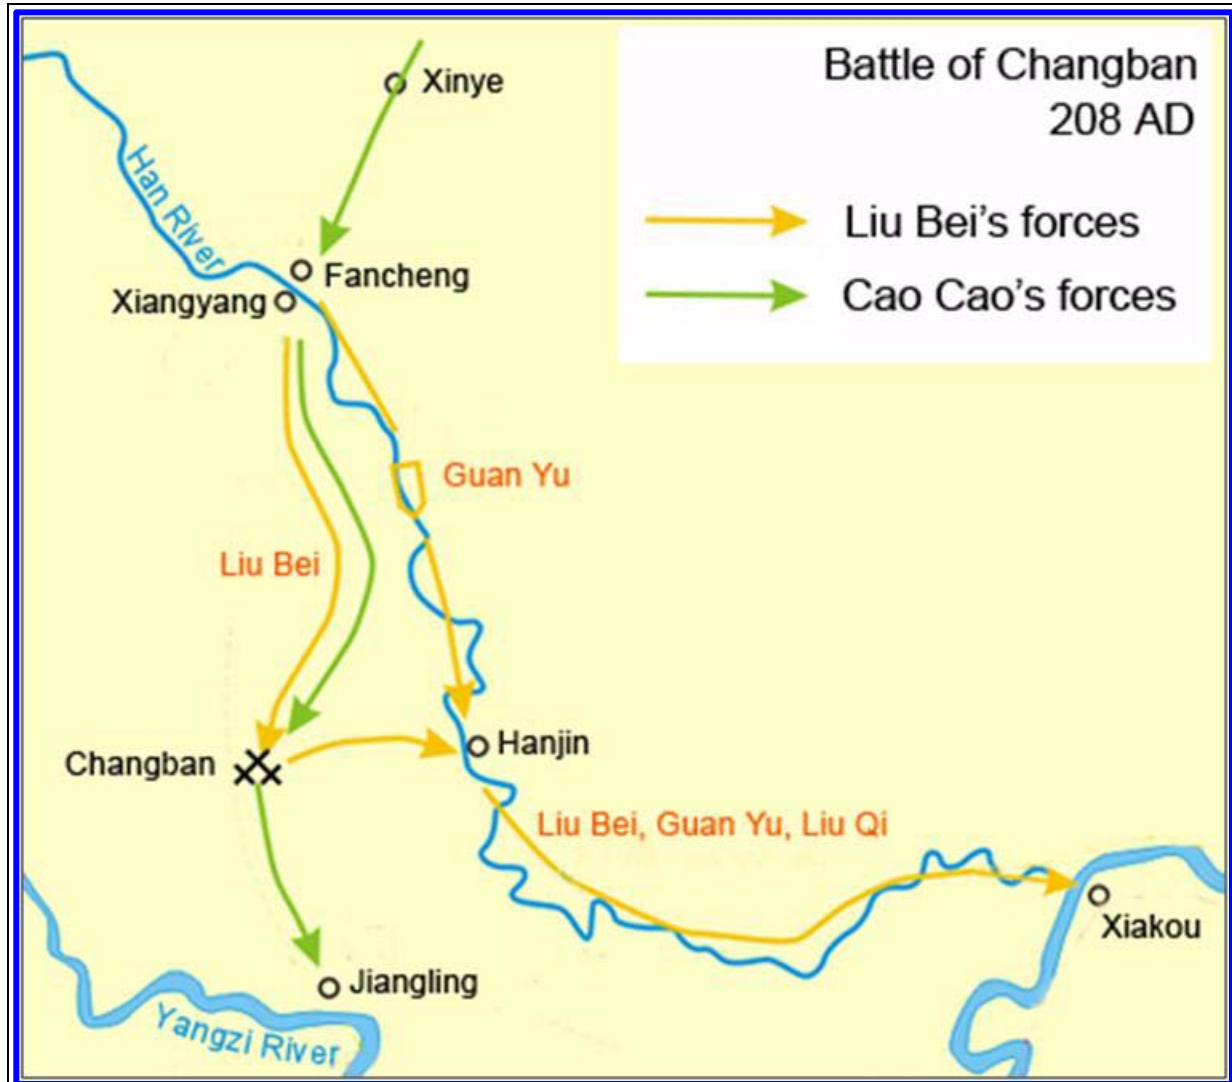 Battle of Changban
208 AD
Liu Bei's forces
Cao Cao's forces
Xinye
Han River
Fancheng
Xiangyang
Guan Yu
Liu Bei
Changban
Hanjin
Liu Bei, Guan Yu, Liu Qi
Xiakou
Jiangling
Yangzi River